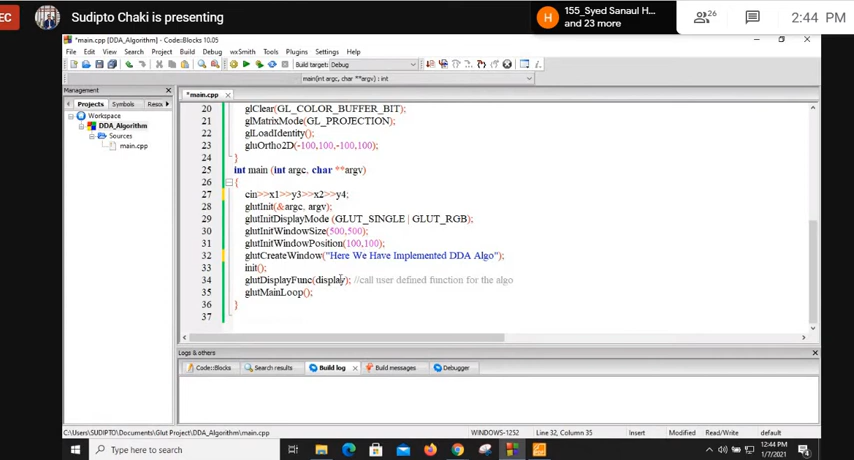 EC
Sudipto Chaki is presenting
H
155_Syed Sanaul H...
and 23 more
26
2:44 PM
*main.cpp [DDA_Algorithm] - Code::Blocks 10.05
File Edit View Search Project Build Debug wxSmith Tools Plugins Settings Help
Build target: Debug
main(int argc, char **argv) : int
Management
Projects Symbols Resou
Workspace
DDA_Algorithm
Sources
main.cpp
*main.cpp
20 glClear(GL_COLOR_BUFFER_BIT);
21 glMatrixMode(GL_PROJECTION);
22 glLoadIdentity();
23 gluOrtho2D(-100,100,-100,100);
24 }
25 int main (int argc, char **argv)
26 {
27 cin>>x1>>y3>>x2>>y4;
28 glutInit(&argc, argv);
29 glutInitDisplayMode (GLUT_SINGLE | GLUT_RGB);
30 glutInitWindowSize(500,500);
31 glutInitWindowPosition(100,100);
32 glutCreateWindow("Here We Have Implemented DDA Algo");
33 init();
34 glutDisplayFunc(display); //call user defined function for the algo
35 glutMainLoop();
36 }
37
Logs & others
Code::Blocks Search results Build log Build messages Debugger
C:\Users\SUDIPTO\Documents\Glut Project\DDA_Algorithm\main.cpp WINDOWS-1252 Line 32, Column 35 Insert Modified Read/Write default
Type here to search
12:44 PM
1/7/2021